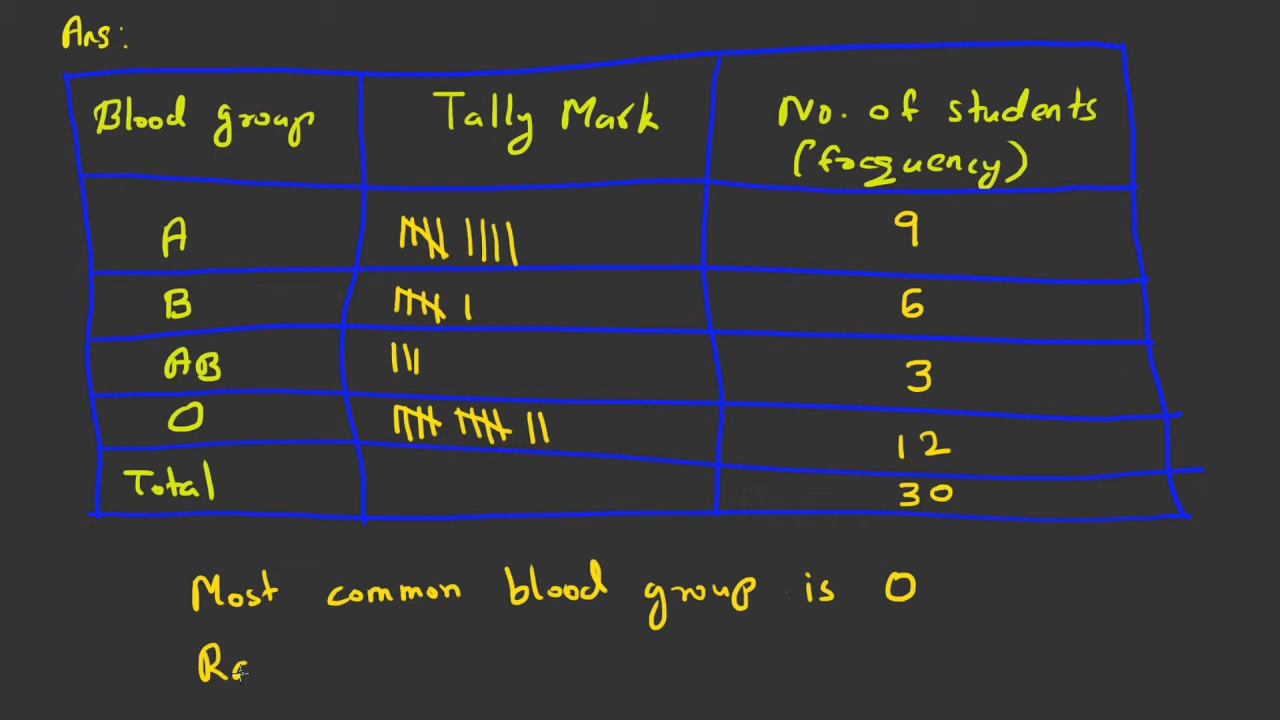 Ans:
Blood group Tally Mark No. of students
(frequency)
A 9
B 6
AB 3
O 12
Total 30
Most common blood group is O
Ra